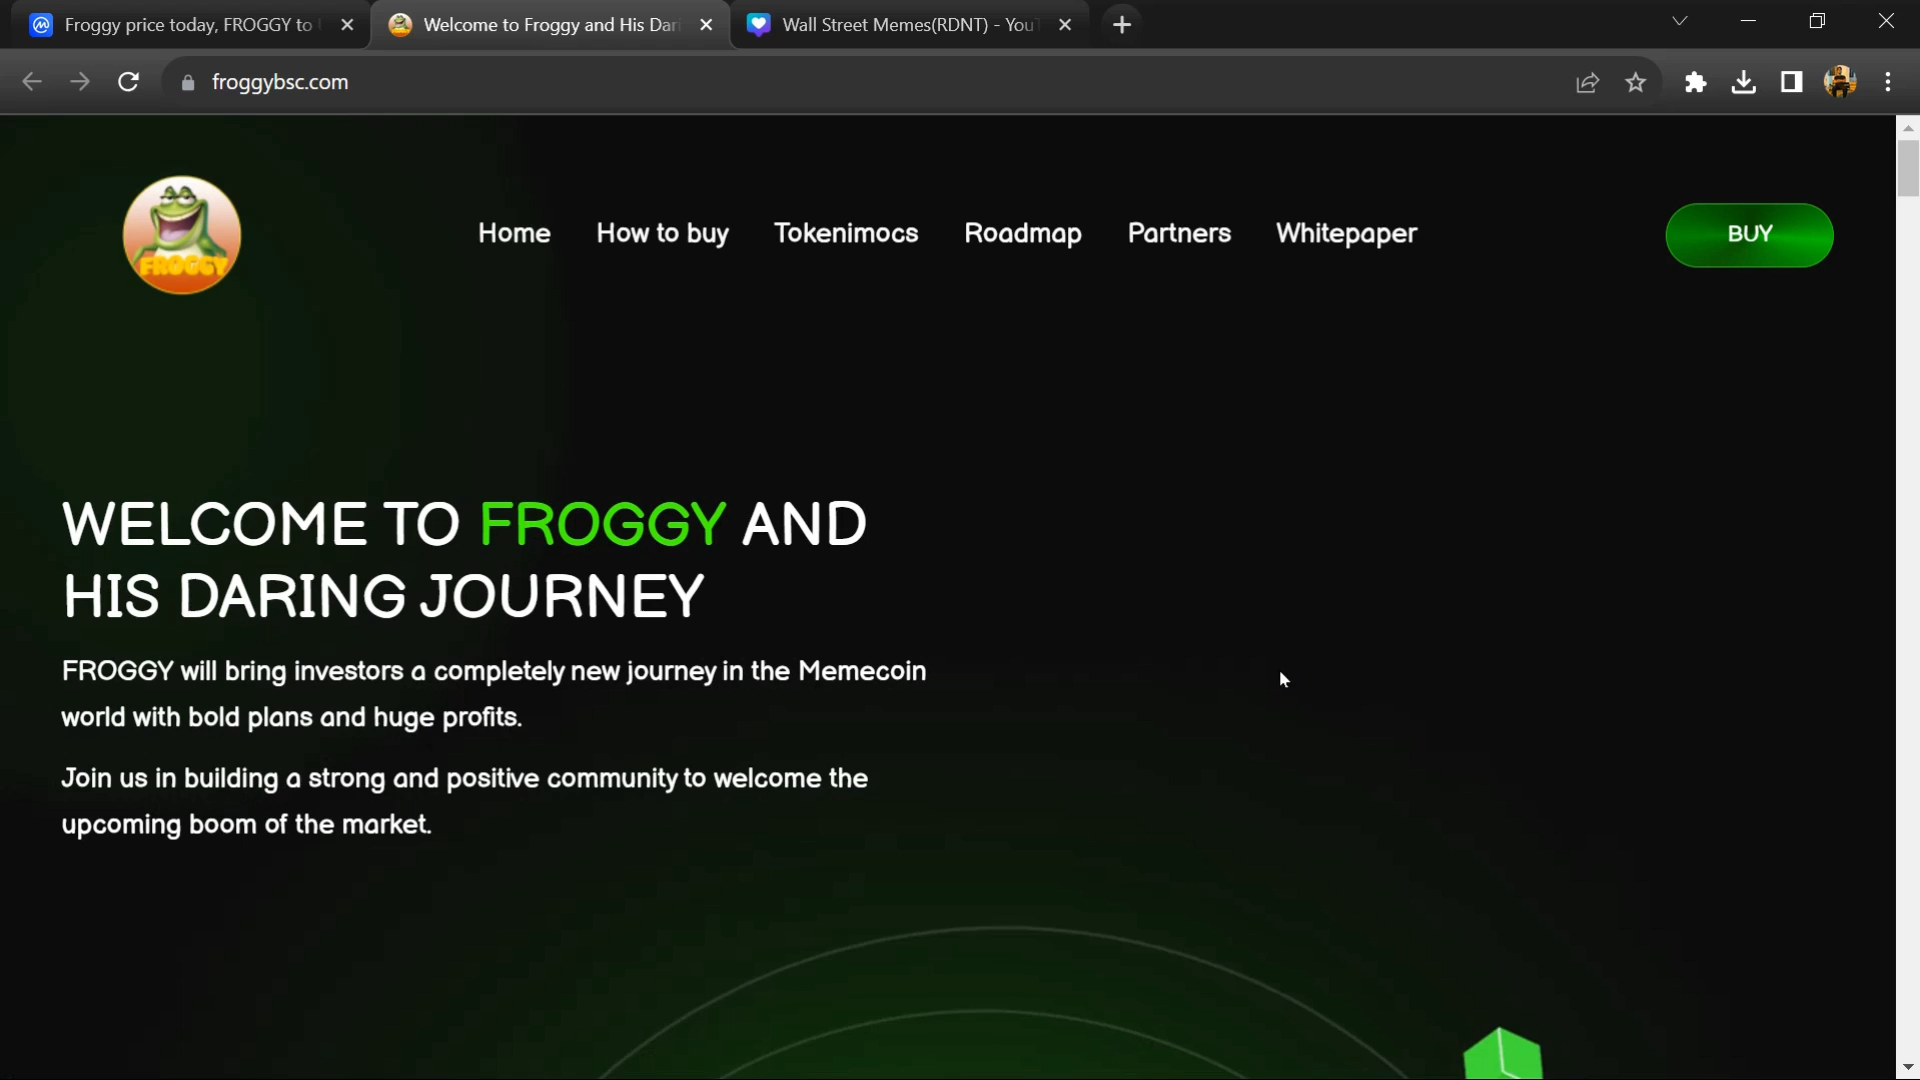 Froggy price today, FROGGY to
Welcome to Froggy and His Dari
Wall Street Memes(RDNT) - You
froggybsc.com
FROGGY
Home
How to buy
Tokenimocs
Roadmap
Partners
Whitepaper
BUY
WELCOME TO FROGGY AND
HIS DARING JOURNEY
FROGGY will bring investors a completely new journey in the Memecoin
world with bold plans and huge profits.
Join us in building a strong and positive community to welcome the
upcoming boom of the market.